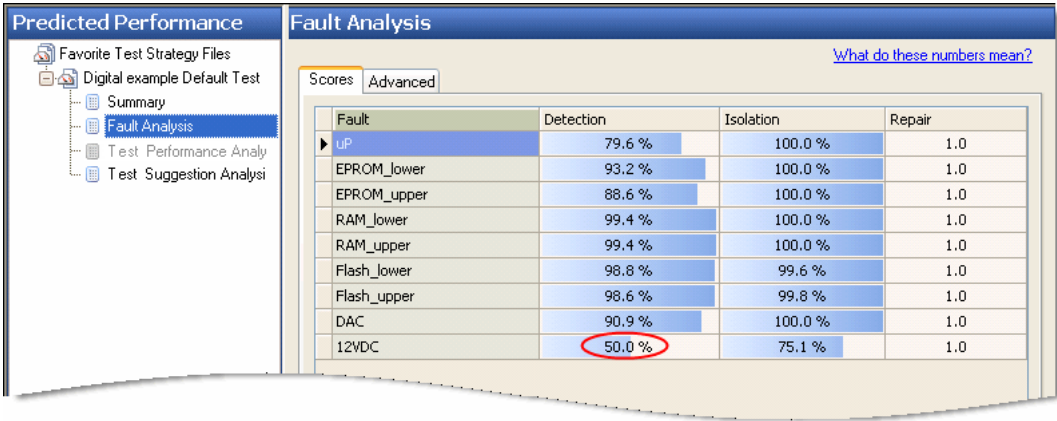 Predicted Performance
Favorite Test Strategy Files
Digital example Default Test
Summary
Fault Analysis
Test Performance Analy
Test Suggestion Analysi
Fault Analysis
What do these numbers mean?
Scores Advanced
Fault Detection Isolation Repair
uP 79.6 % 100.0 % 1.0
EPROM_lower 93.2 % 100.0 % 1.0
EPROM_upper 88.6 % 100.0 % 1.0
RAM_lower 99.4 % 100.0 % 1.0
RAM_upper 99.4 % 100.0 % 1.0
Flash_lower 98.8 % 99.6 % 1.0
Flash_upper 98.6 % 99.8 % 1.0
DAC 90.9 % 100.0 % 1.0
12VDC 50.0 % 75.1 % 1.0